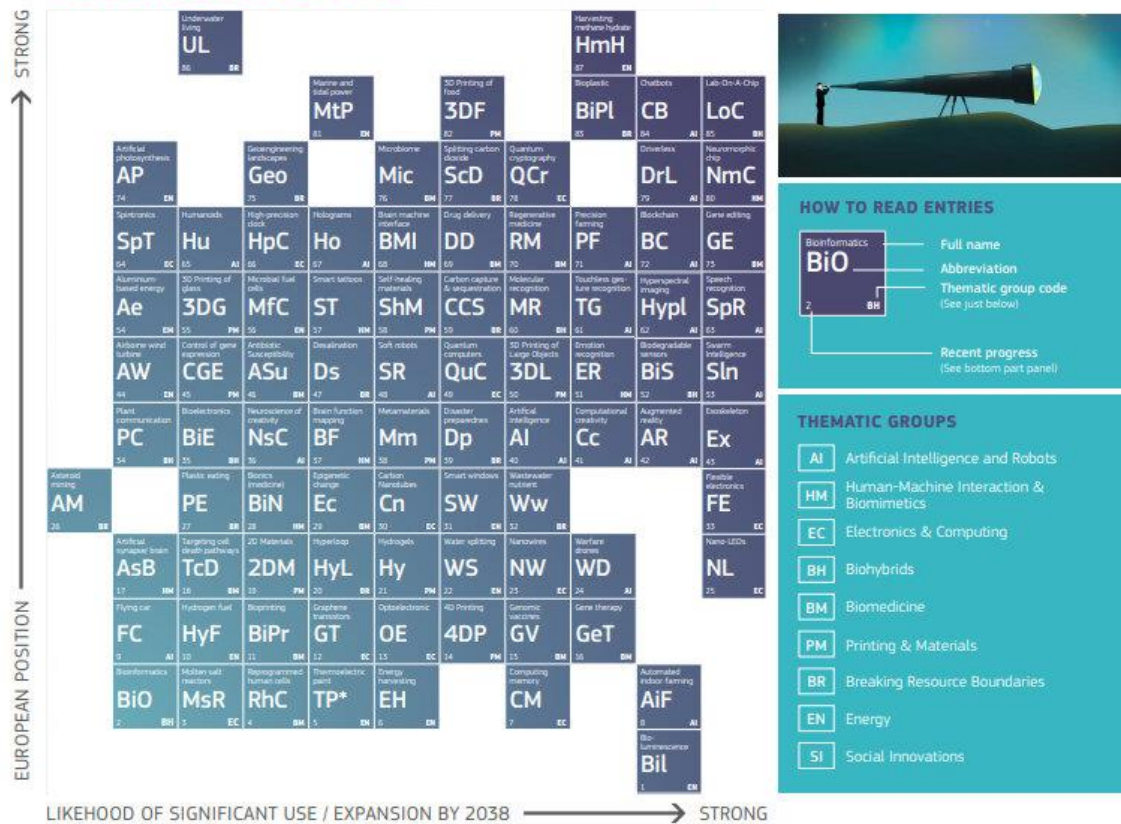 STRONG
EUROPEAN POSITION
Underwater
living
UL
86 BR
Harvesting
methane hydrate
HmH
87 EN
Marine and
tidal power
MtP
81 EN
3D Printing of
food
3DF
82 PM
Bioplastic
BiPl
83 BR
Chatbots
CB
84 AI
Lab-On-A-Chip
LoC
85 BH
Artificial
photosynthesis
AP
74 EN
Geoengineering
landscapes
Geo
75 BR
Microbiome
Mic
76 BM
Splitting carbon
dioxide
ScD
77 BR
Quantum
cryptography
QCr
78 EC
Driverless
DrL
79 AI
Neuromorphic
chip
NmC
80 HM
Spintronics
SpT
64 EC
Humanoids
Hu
65 AI
High-precision
clock
HpC
66 EC
Holograms
Ho
67 AI
Brain machine
interface
BMI
68 HM
Drug delivery
DD
69 BM
Regenerative
medicine
RM
70 BM
Precision
farming
PF
71 AI
Blockchain
BC
72 AI
Gene editing
GE
73 BM
Aluminum-
based energy
Ae
54 EN
3D Printing of
glass
3DG
55 PM
Microbial fuel
cells
MfC
56 EN
Smart tattoos
ST
57 HM
Self-healing
materials
ShM
58 PM
Carbon capture
& sequestration
CCS
59 BR
Molecular
recognition
MR
60 BH
Touchless ges-
ture recognition
TG
61 AI
Hyperspectral
imaging
Hypl
62 AI
Speech
recognition
SpR
63 AI
Airborne wind
turbine
AW
44 EN
Control of gene
expression
CGE
45 PM
Antibiotic
Susceptibility
ASu
46 BM
Desalination
Ds
47 BR
Soft robots
SR
48 AI
Quantum
computers
QuC
49 EC
3D Printing of
Large Objects
3DL
50 PM
Emotion
recognition
ER
51 HM
Biodegradable
sensors
BiS
52 BH
Swarm
Intelligence
Sln
53 AI
Plant
communication
PC
34 BH
Bioelectronics
BiE
35 BH
Neuroscience of
creativity
NsC
36 AI
Brain function
mapping
BF
37 HM
Metamaterials
Mm
38 PM
Disaster
preparednes
Dp
39 BR
Artifical
intelligence
AI
40 AI
Computational
creativity
Cc
41 AI
Augmented
reality
AR
42 AI
Exoskeleton
Ex
43 AI
Asteroid
mining
AM
26 BR
Plastic eating
PE
27 BR
Bionics
(medicine)
BiN
28 HM
Epigenetic
change
Ec
29 BM
Carbon
Nanotubes
Cn
30 EC
Smart windows
SW
31 EN
Wastewater
nutrient
Ww
32 BR
Flexible
electronics
FE
33 EC
Artificial
synapse/ brain
AsB
17 HM
Targeting cell
death pathways
TcD
18 BM
2D Materials
2DM
19 PM
Hyperloop
HyL
20 BR
Hydrogels
Hy
21 PM
Water splitting
WS
22 EN
Nanowires
NW
23 EC
Warfare
drones
WD
24 AI
Nano-LEDs
NL
25 EC
Flying car
FC
9 AI
Hydrogen fuel
HyF
10 EN
Bioprinting
BiPr
11 BM
Graphene
transistors
GT
12 EC
Optoelectronic
OE
13 EC
4D Printing
4DP
14 PM
Genomic
vaccines
GV
15 BM
Gene therapy
GeT
16 BM
Bioinformatics
BiO
2 BH
Molten salt
reactors
MsR
3 EC
Reprogrammed
human cells
RhC
4 BM
Thermoelectric
paint
TP*
5 EN
Energy
harvesting
EH
6 EN
Computing
memory
CM
7 EC
Automated
indoor farming
AiF
8 AI
Bio-
luminescence
Bil
1 EN
LIKEHOOD OF SIGNIFICANT USE / EXPANSION BY 2038
STRONG
HOW TO READ ENTRIES
Bioinformatics
BiO
2 BH
Full name
Abbreviation
Thematic group code
(See just below)
Recent progress
(See bottom part panel)
THEMATIC GROUPS
AI Artificial Intelligence and Robots
HM Human-Machine Interaction &
Biomimetics
EC Electronics & Computing
BH Biohybrids
BM Biomedicine
PM Printing & Materials
BR Breaking Resource Boundaries
EN Energy
SI Social Innovations